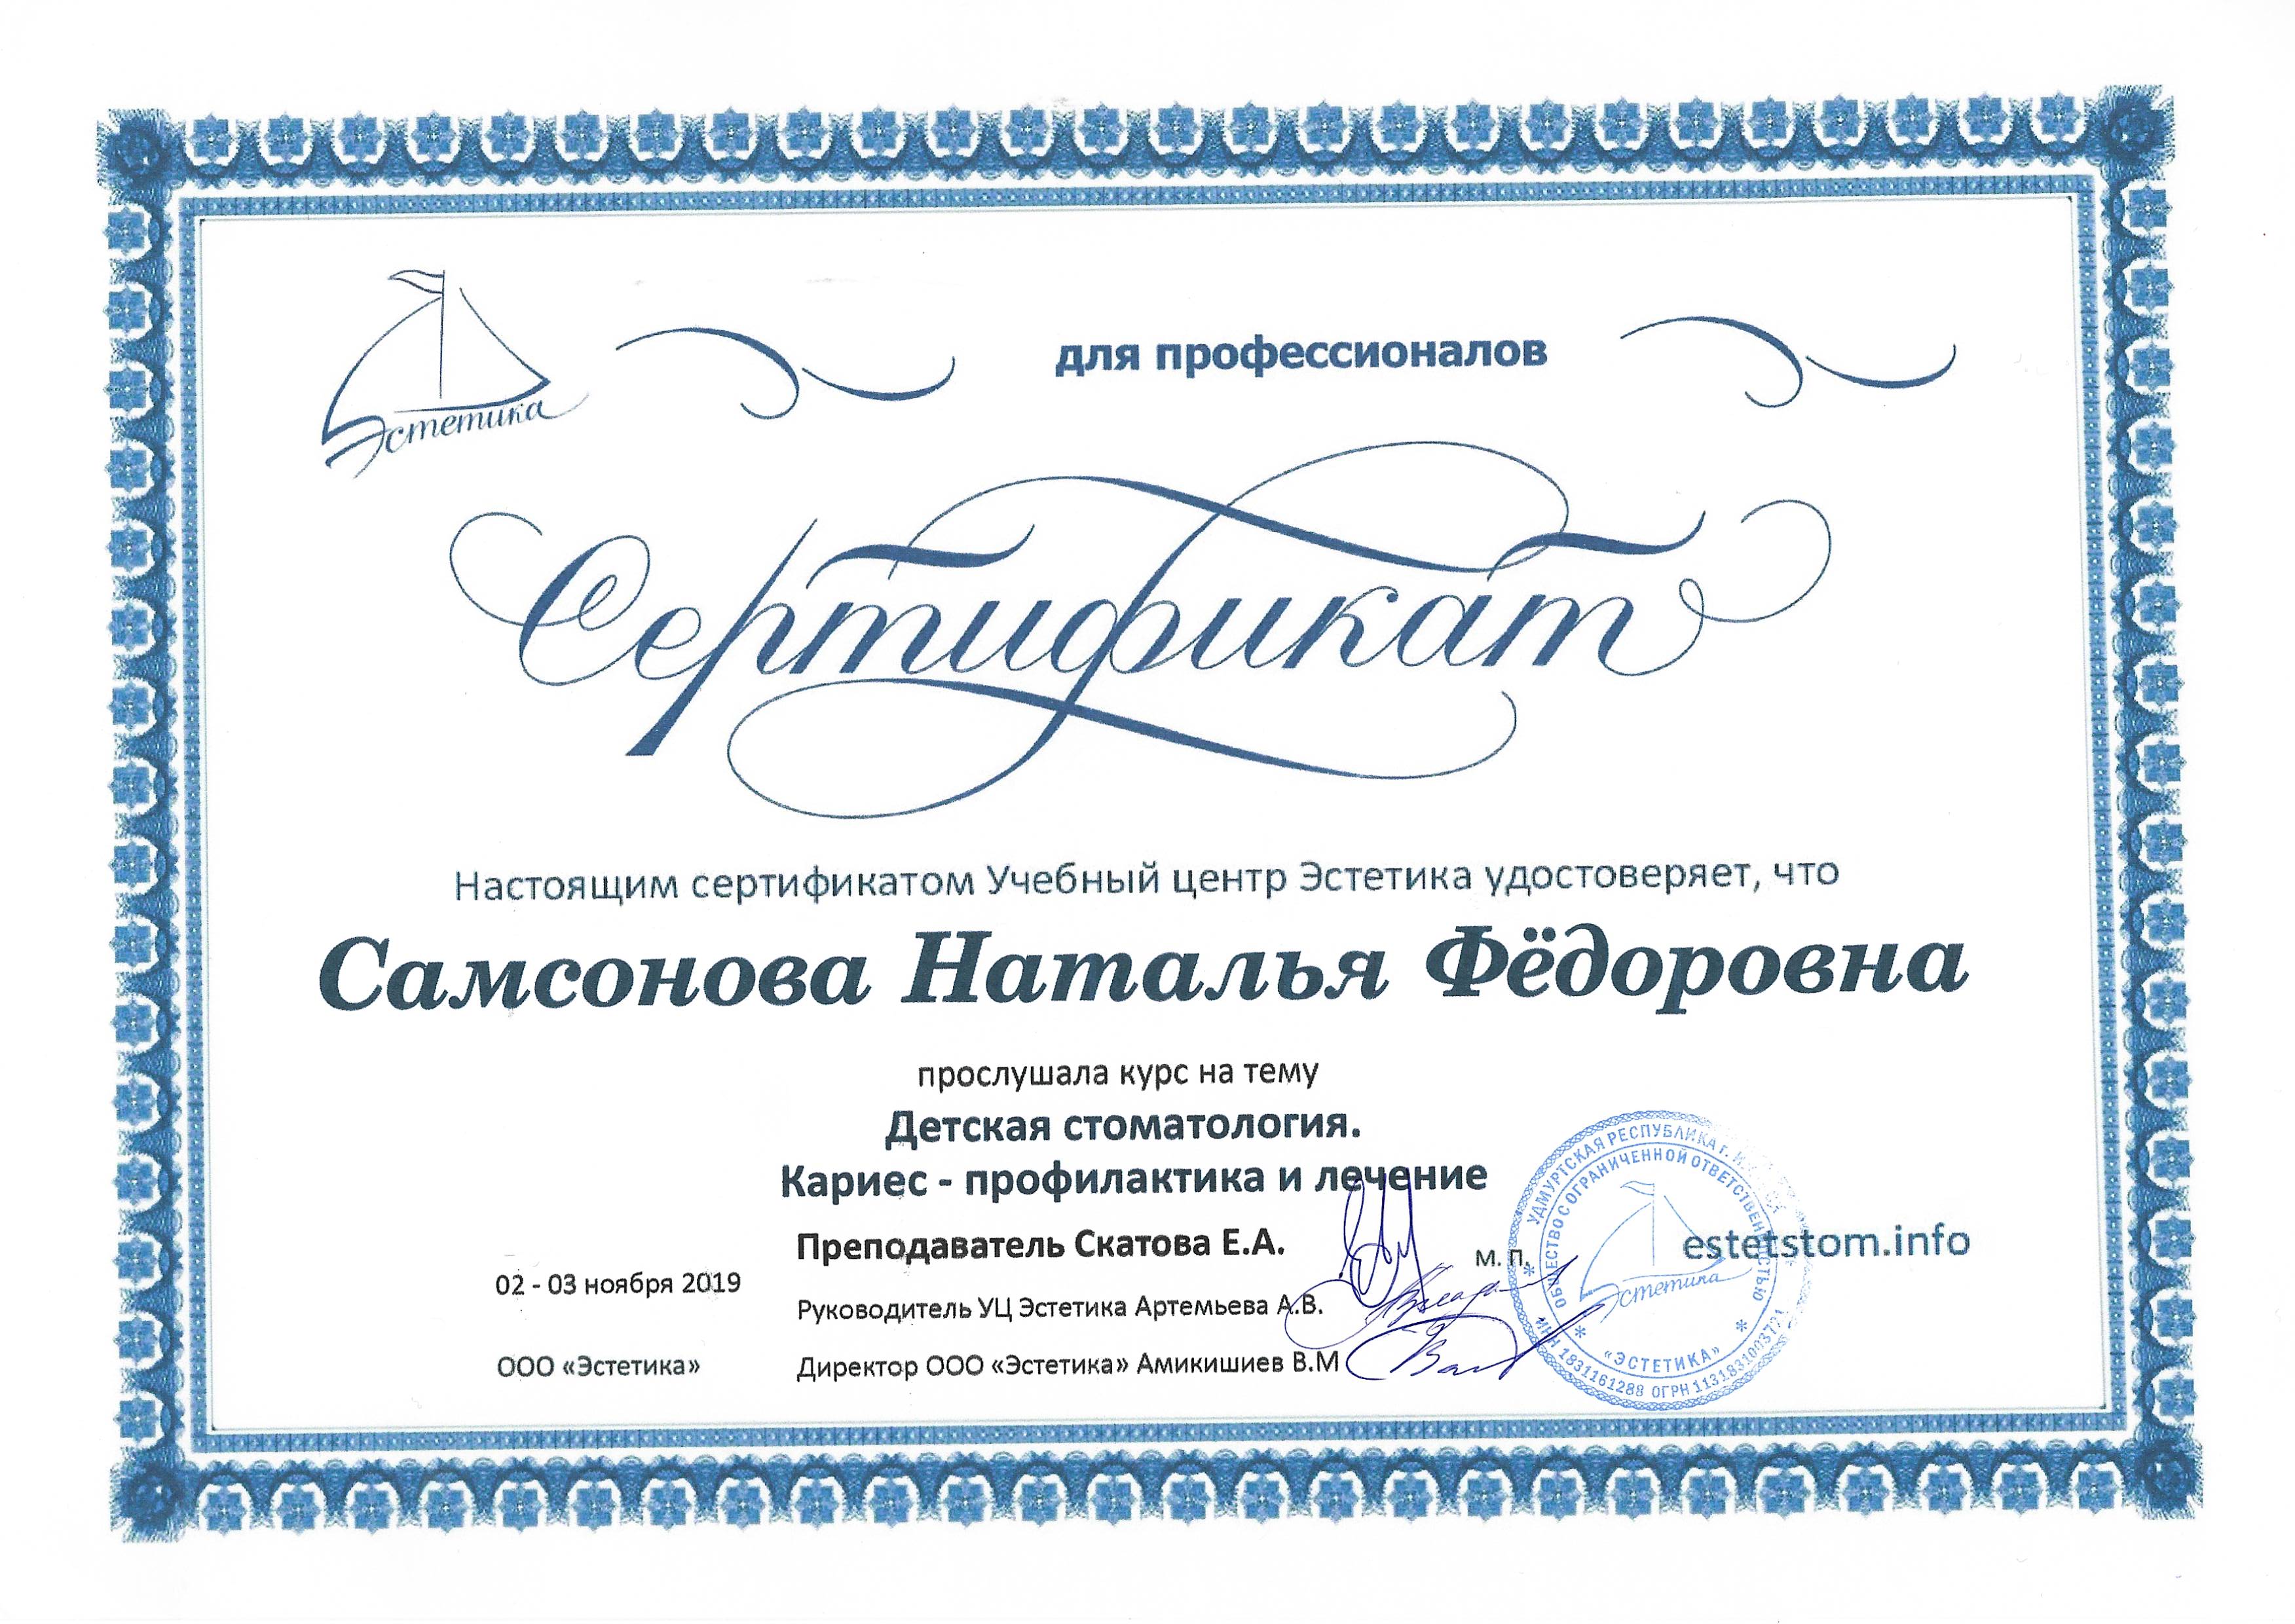 Эстетика
для профессионалов
Сертификат
Настоящим сертификатом Учебный центр Эстетика удостоверяет, что
Самсонова Наталья Фёдоровна
прослушала курс на тему
Детская стоматология.
Кариес - профилактика и лечение
Преподаватель Скатова Е.А.
М. П.
estetstom.info
02 - 03 ноября 2019
Руководитель УЦ Эстетика Артемьева А.В.
ООО «Эстетика»
Директор ООО «Эстетика» Амикишиев В.М
УДМУРТСКАЯ РЕСПУБЛИКА Г.
ОБЩЕСТВО С ОГРАНИЧЕННОЙ ОТВЕТСТВЕННОСТЬЮ
Эстетика
«ЭСТЕТИКА»
ИНН 1831161288 ОГРН